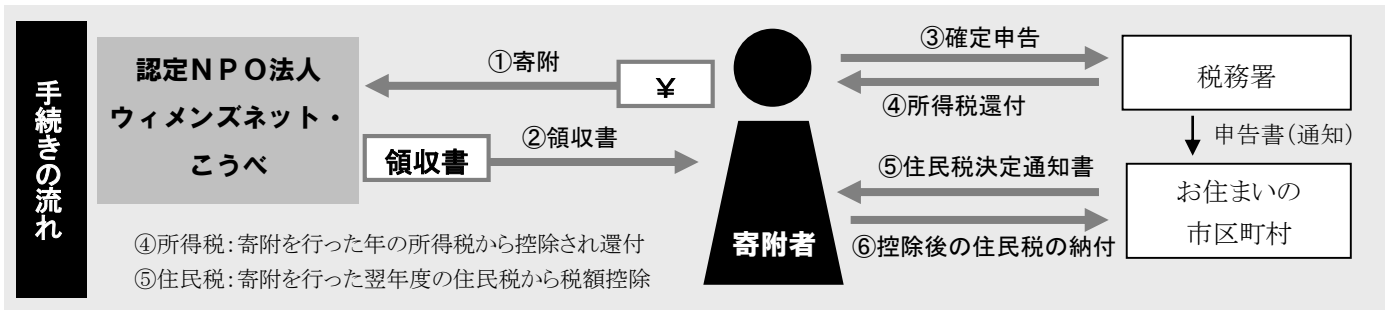 手続きの流れ
認定NPO法人
ウィメンズネット・
こうべ
①寄附
¥
領収書
②領収書
寄附者
③確定申告
④所得税還付
税務署
申告書(通知)
⑤住民税決定通知書
⑥控除後の住民税の納付
お住まいの
市区町村
④所得税:寄附を行った年の所得税から控除され還付
⑤住民税:寄附を行った翌年度の住民税から税額控除